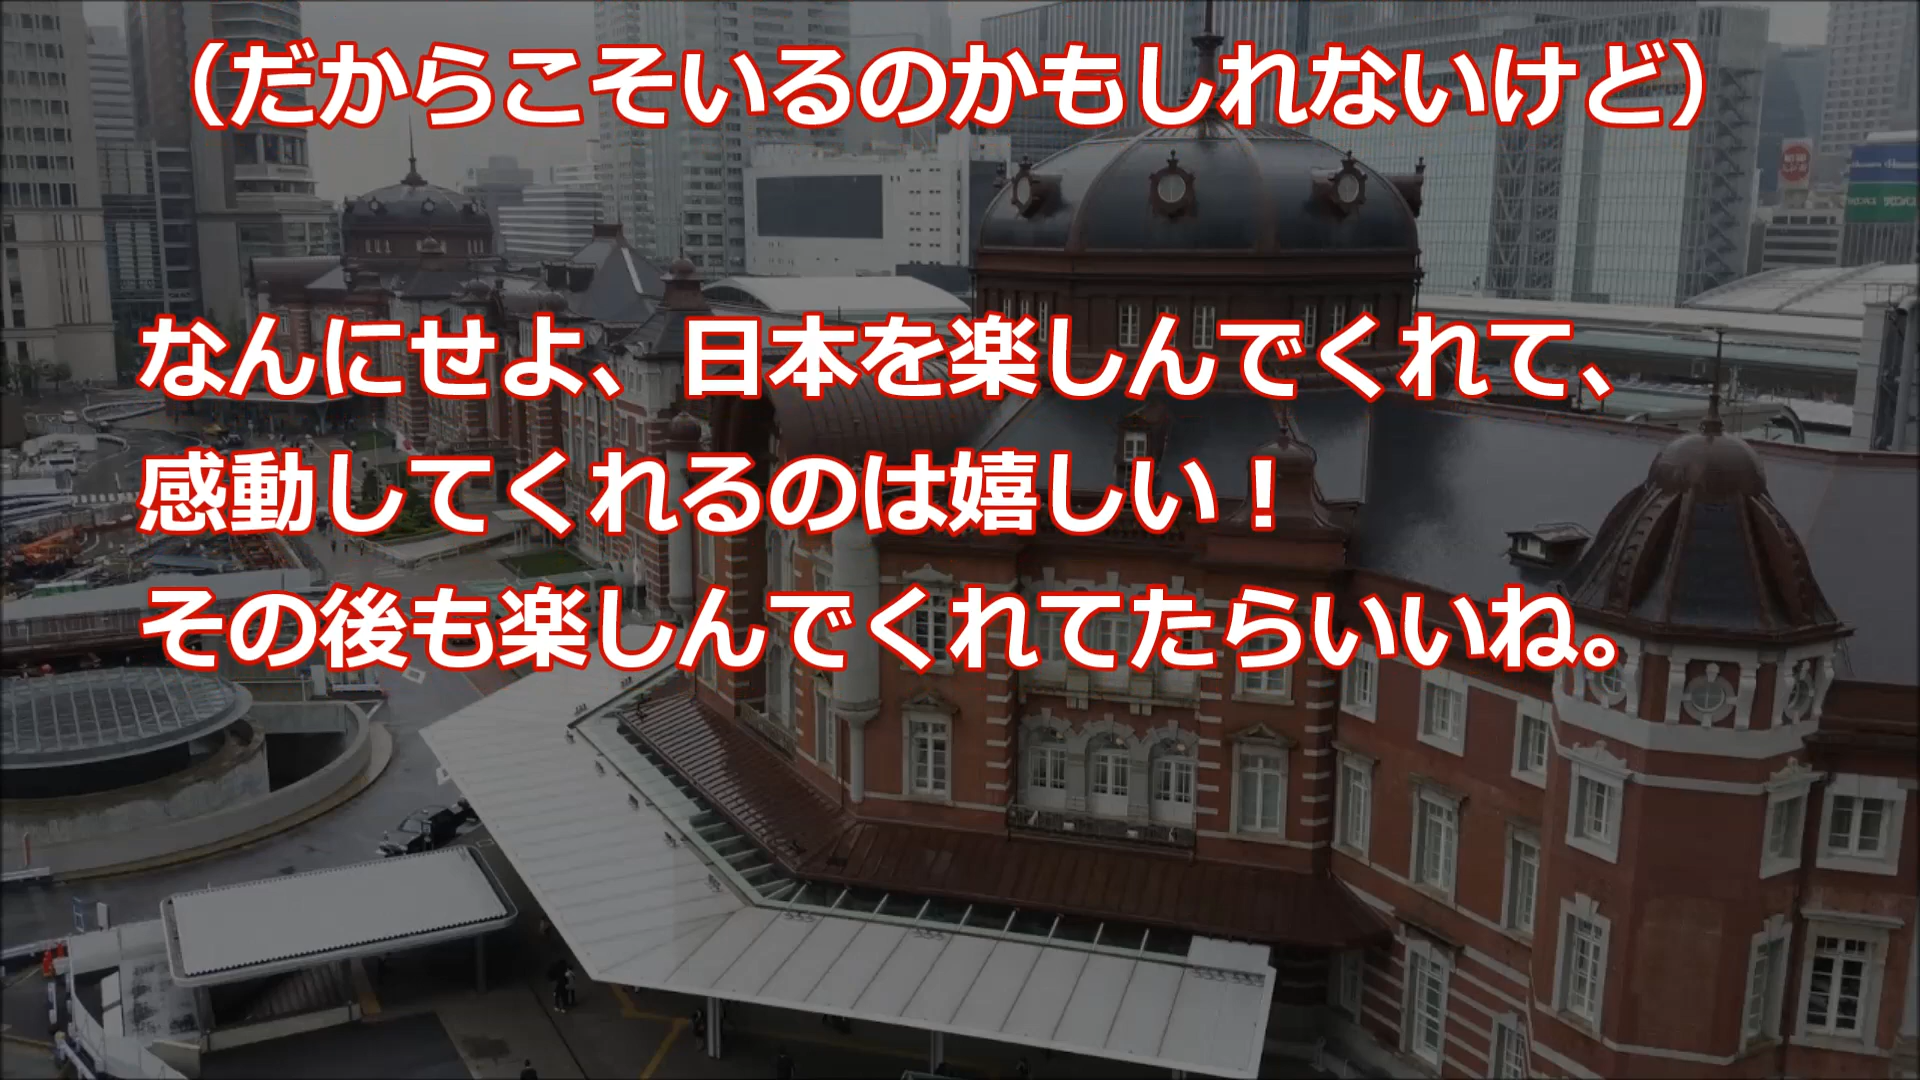 （だからこそいるのかもしれないけど）
なんにせよ、日本を楽しんでくれて、
感動してくれるのは嬉しい！
その後も楽しんでくれてたらいいね。